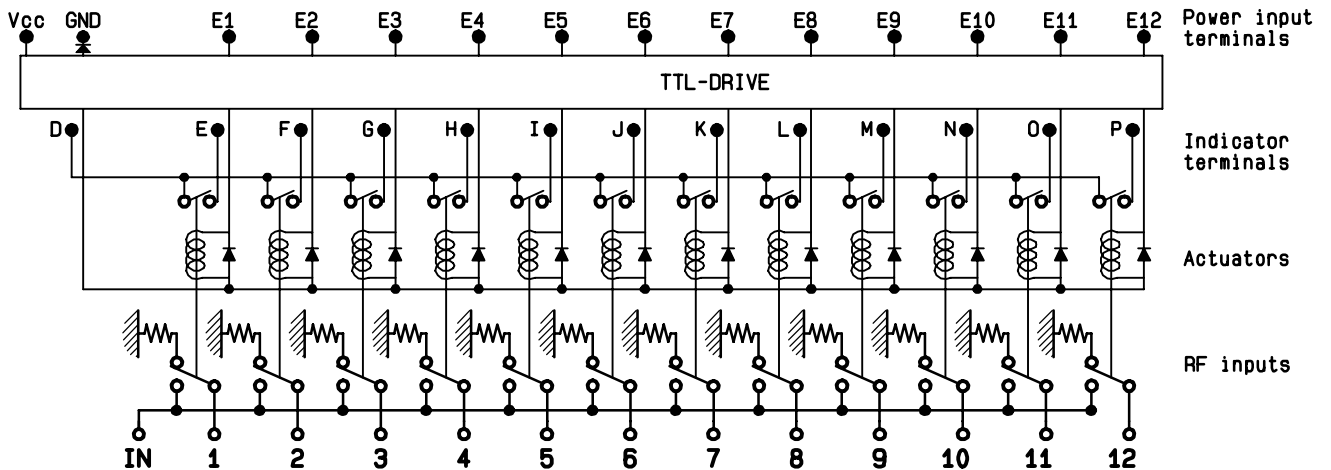 Vcc GND E1 E2 E3 E4 E5 E6 E7 E8 E9 E10 E11 E12 Power input
terminals
TTL-DRIVE
D E F G H I J K L M N O P Indicator
terminals
Actuators
RF inputs
IN 1 2 3 4 5 6 7 8 9 10 11 12